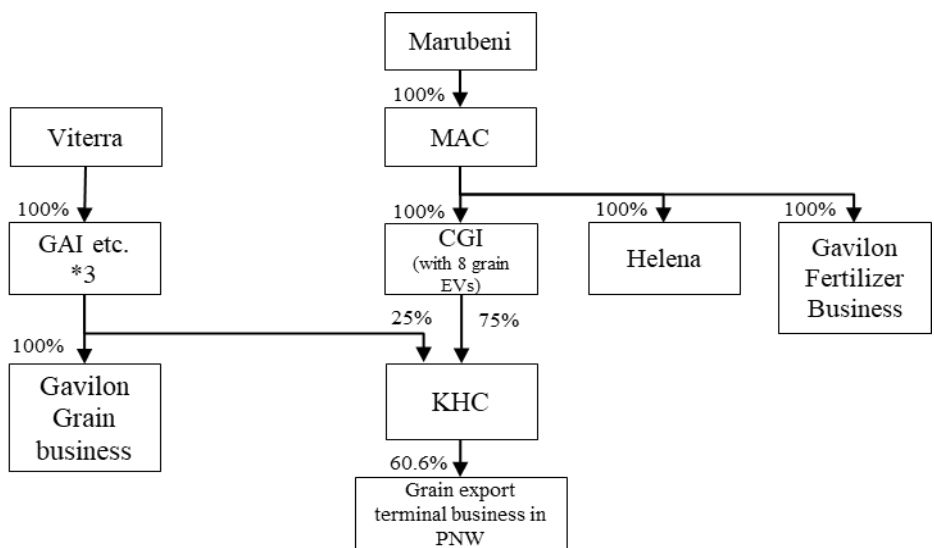 Marubeni
100%
Viterra
MAC
100%
100%
100%
100%
GAI etc.
*3
CGI
(with 8 grain
EVs)
Helena
Gavilon
Fertilizer
Business
25%
75%
100%
Gavilon
Grain
business
KHC
60.6%
Grain export
terminal business in
PNW